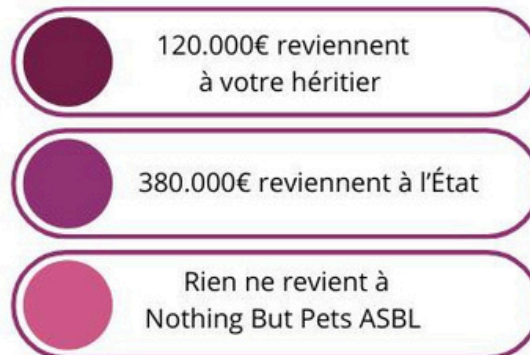 120.000€ reviennent
à votre héritier
380.000€ reviennent à l'État
Rien ne revient à
Nothing But Pets ASBL